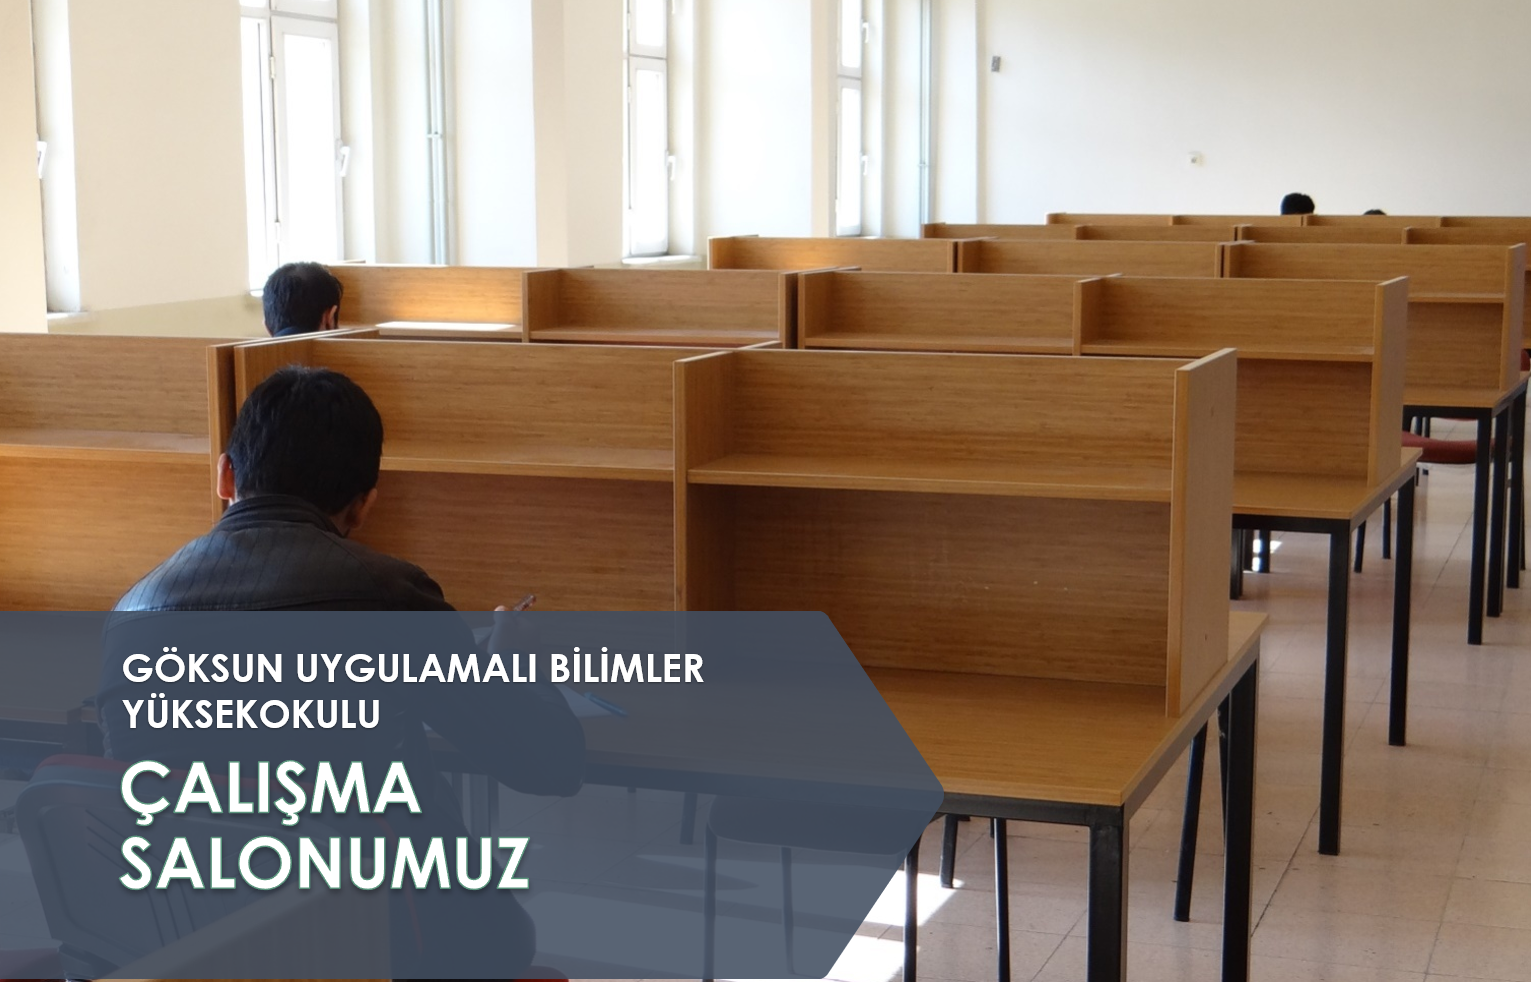 GÖKSUN UYGULAMALI BİLİMLER
YÜKSEKOKULU
ÇALIŞMA
SALONUMUZ